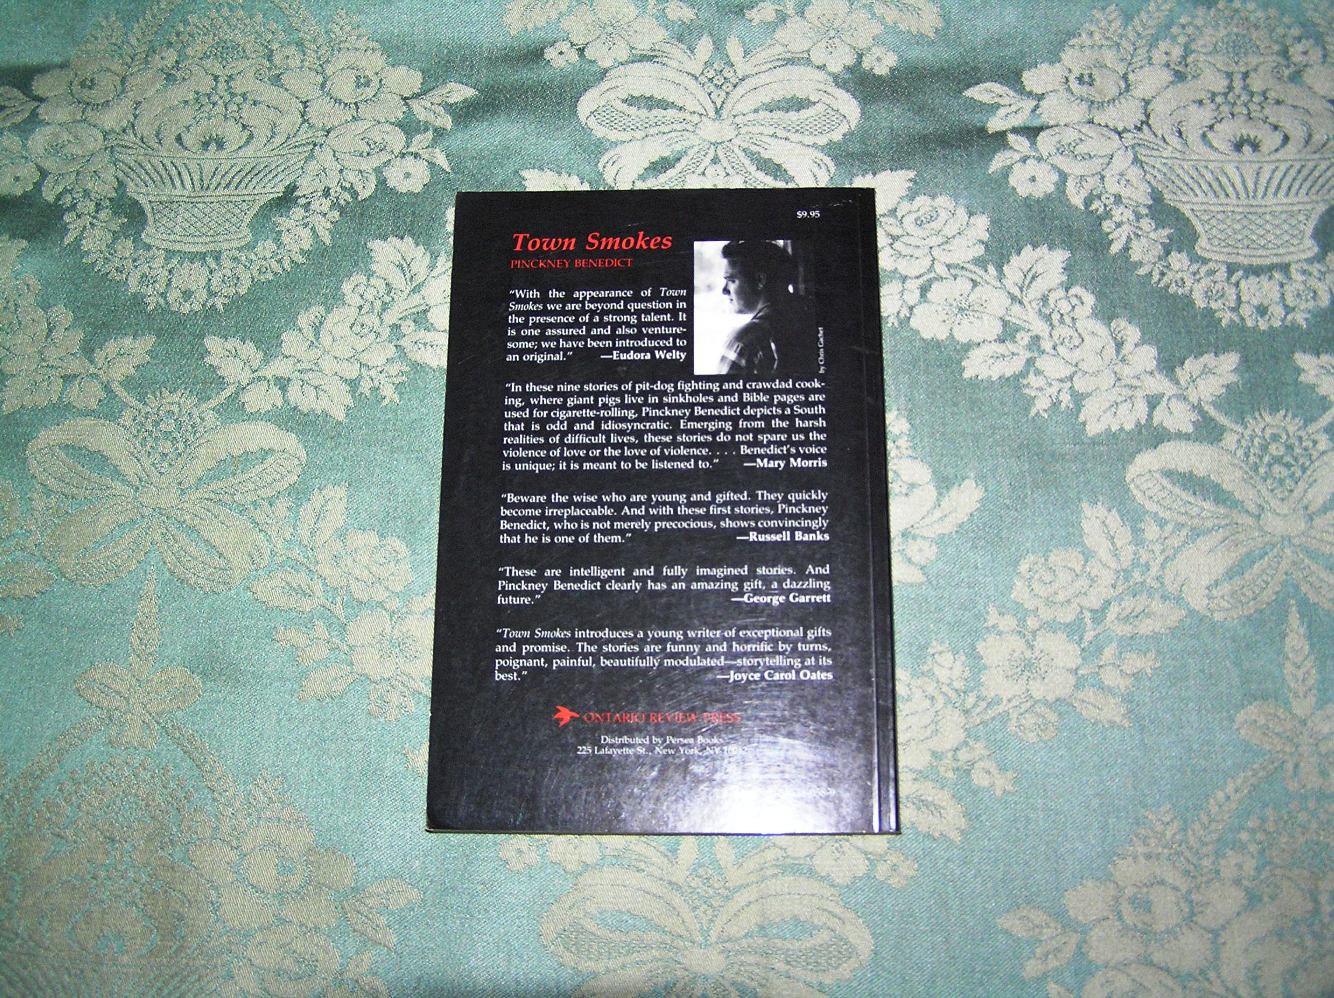 $9.95
Town Smokes
PINCKNEY BENEDICT
"With the appearance of Town
Smokes we are beyond question in
the presence of a strong talent. It
is one assured and also venture-
some; we have been introduced to
an original." —Eudora Welty
by Chris Gachet
"In these nine stories of pit-dog fighting and crawdad cook-
ing, where giant pigs live in sinkholes and Bible pages are
used for cigarette-rolling, Pinckney Benedict depicts a South
that is odd and idiosyncratic. Emerging from the harsh
realities of difficult lives, these stories do not spare us the
violence of love or the love of violence. . . . Benedict's voice
is unique; it is meant to be listened to." —Mary Morris
"Beware the wise who are young and gifted. They quickly
become irreplaceable. And with these first stories, Pinckney
Benedict, who is not merely precocious, shows convincingly
that he is one of them." —Russell Banks
"These are intelligent and fully imagined stories. And
Pinckney Benedict clearly has an amazing gift, a dazzling
future." —George Garrett
"Town Smokes introduces a young writer of exceptional gifts
and promise. The stories are funny and horrific by turns,
poignant, painful, beautifully modulated—storytelling at its
best." —Joyce Carol Oates
ONTARIO REVIEW PRESS
Distributed by Persea Books
225 Lafayette St., New York, NY 10012